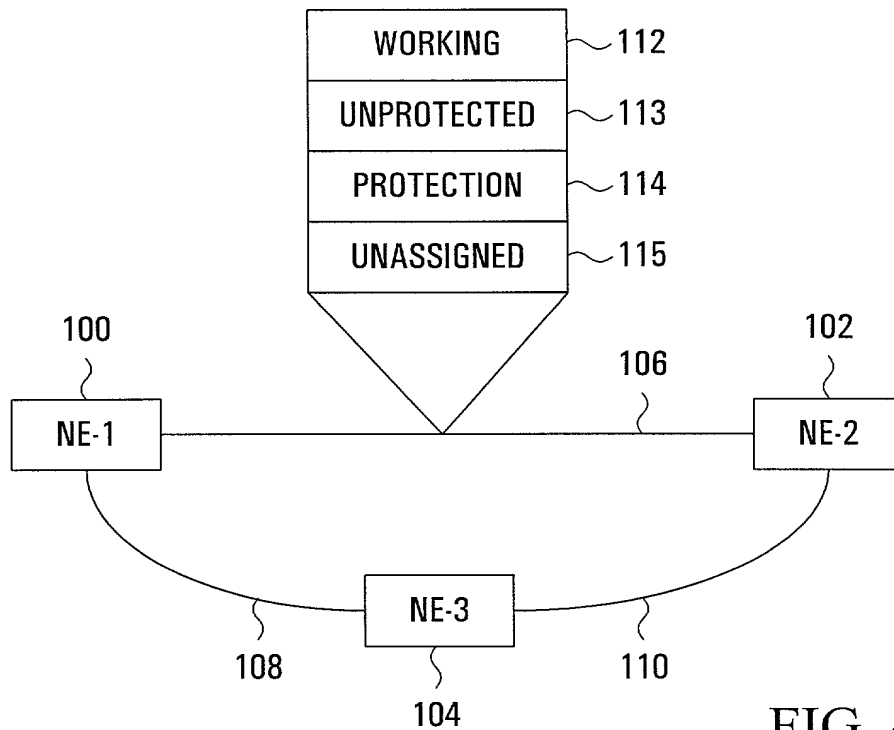 WORKING 112
UNPROTECTED 113
PROTECTION 114
UNASSIGNED 115
100
102
106
NE-1
NE-2
NE-3
108
110
104
FIG.